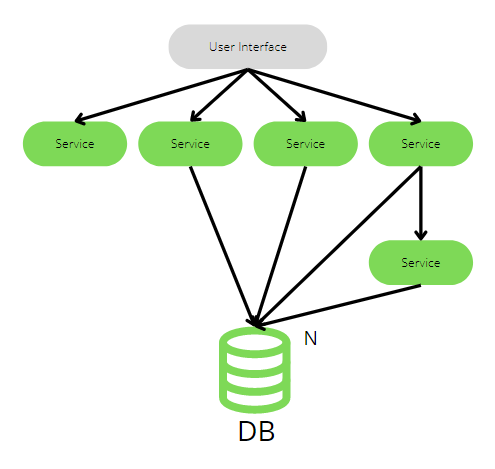 User Interface
Service
Service
Service
Service
Service
N
DB